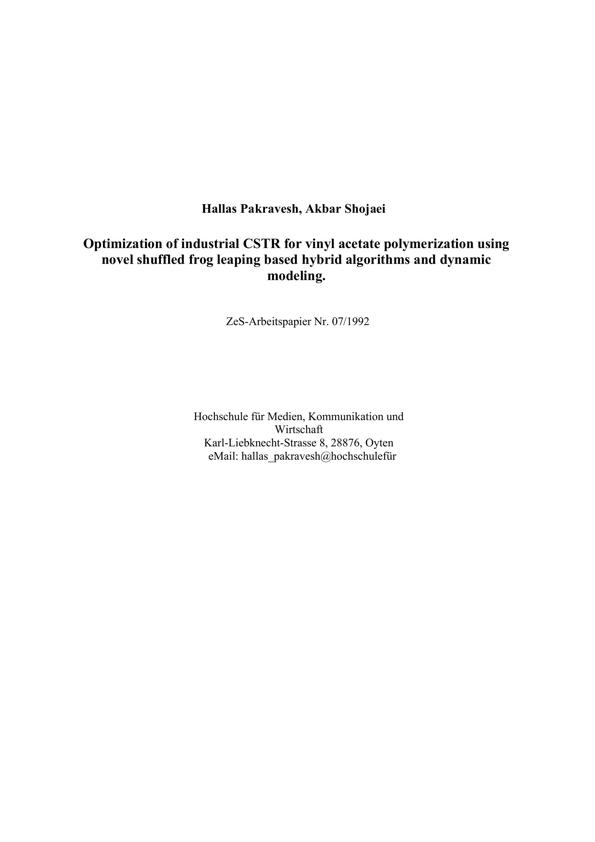 Hallas Pakravesh, Akbar Shojaei
Optimization of industrial CSTR for vinyl acetate polymerization using
novel shuffled frog leaping based hybrid algorithms and dynamic
modeling.
ZeS-Arbeitspapier Nr. 07/1992
Hochschule für Medien, Kommunikation und
Wirtschaft
Karl-Liebknecht-Strasse 8, 28876, Oyten
eMail: hallas_pakravesh@hochschulefür